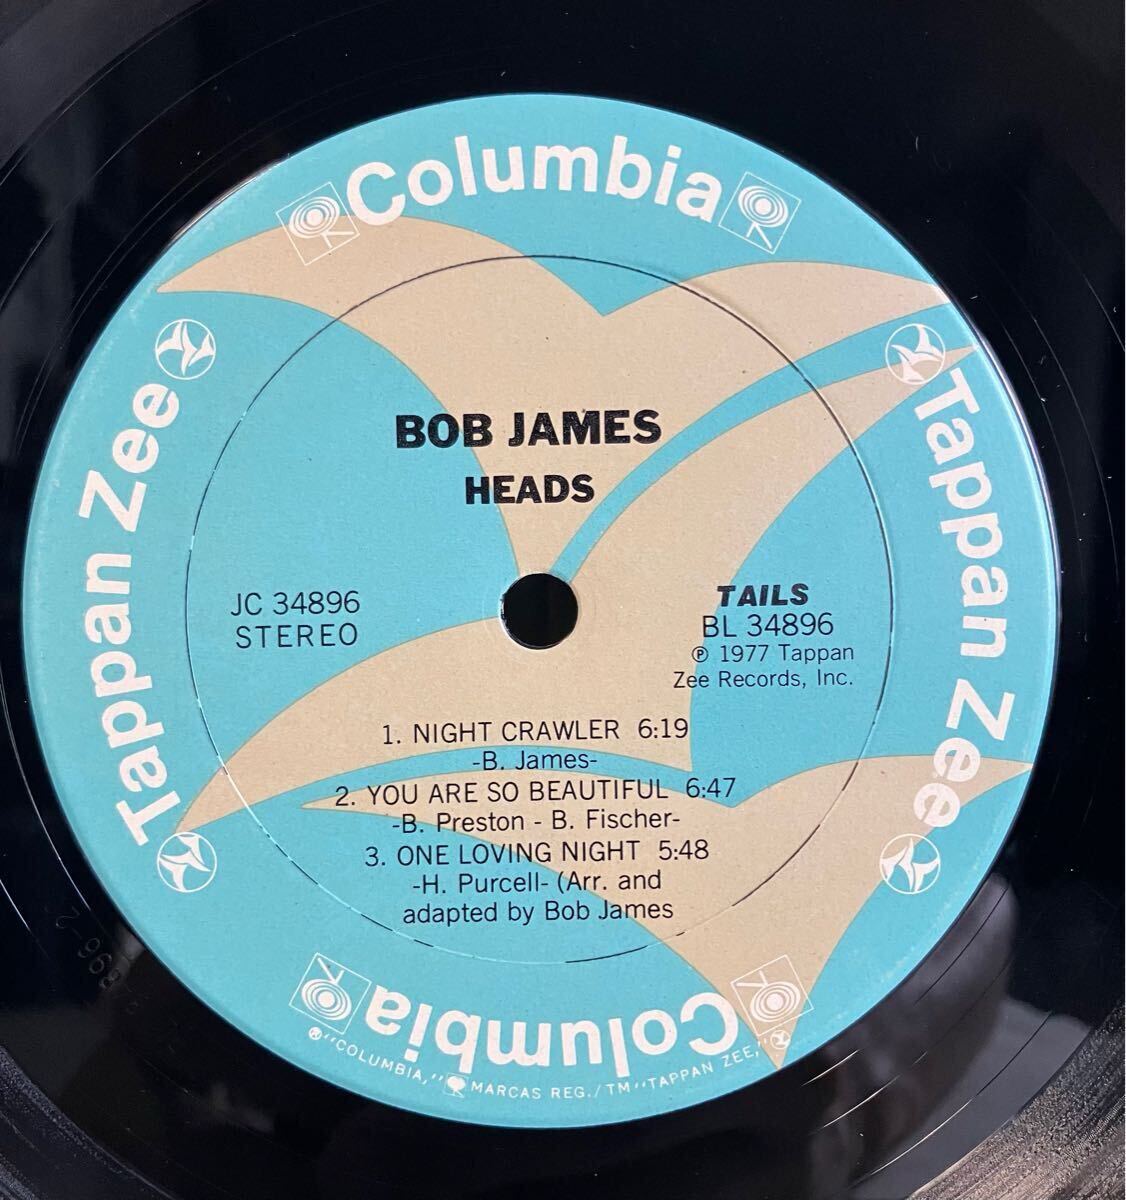 Columbia
Tappan Zee
Tappan Zee
BOB JAMES
HEADS
JC 34896
STEREO
TAILS
BL 34896
℗ 1977 Tappan
Zee Records, Inc.
1. NIGHT CRAWLER 6:19
-B. James-
2. YOU ARE SO BEAUTIFUL 6:47
-B. Preston - B. Fischer-
3. ONE LOVING NIGHT 5:48
-H. Purcell- (Arr. and
adapted by Bob James
Columbia
"COLUMBIA," MARCAS REG./TM "TAPPAN ZEE,"